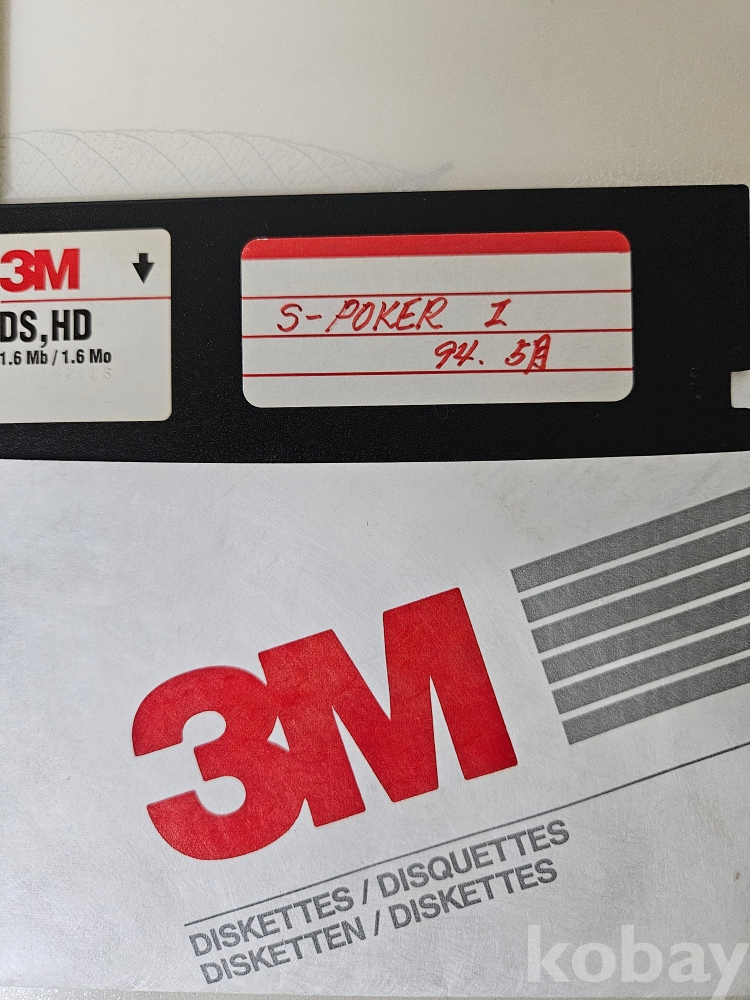 3M
DS, HD
1.6 Mb / 1.6 Mo
S-POKER I
94. 5月
3M
DISKETTES / DISQUETTES
DISKETTEN / DISKETTES
kobay